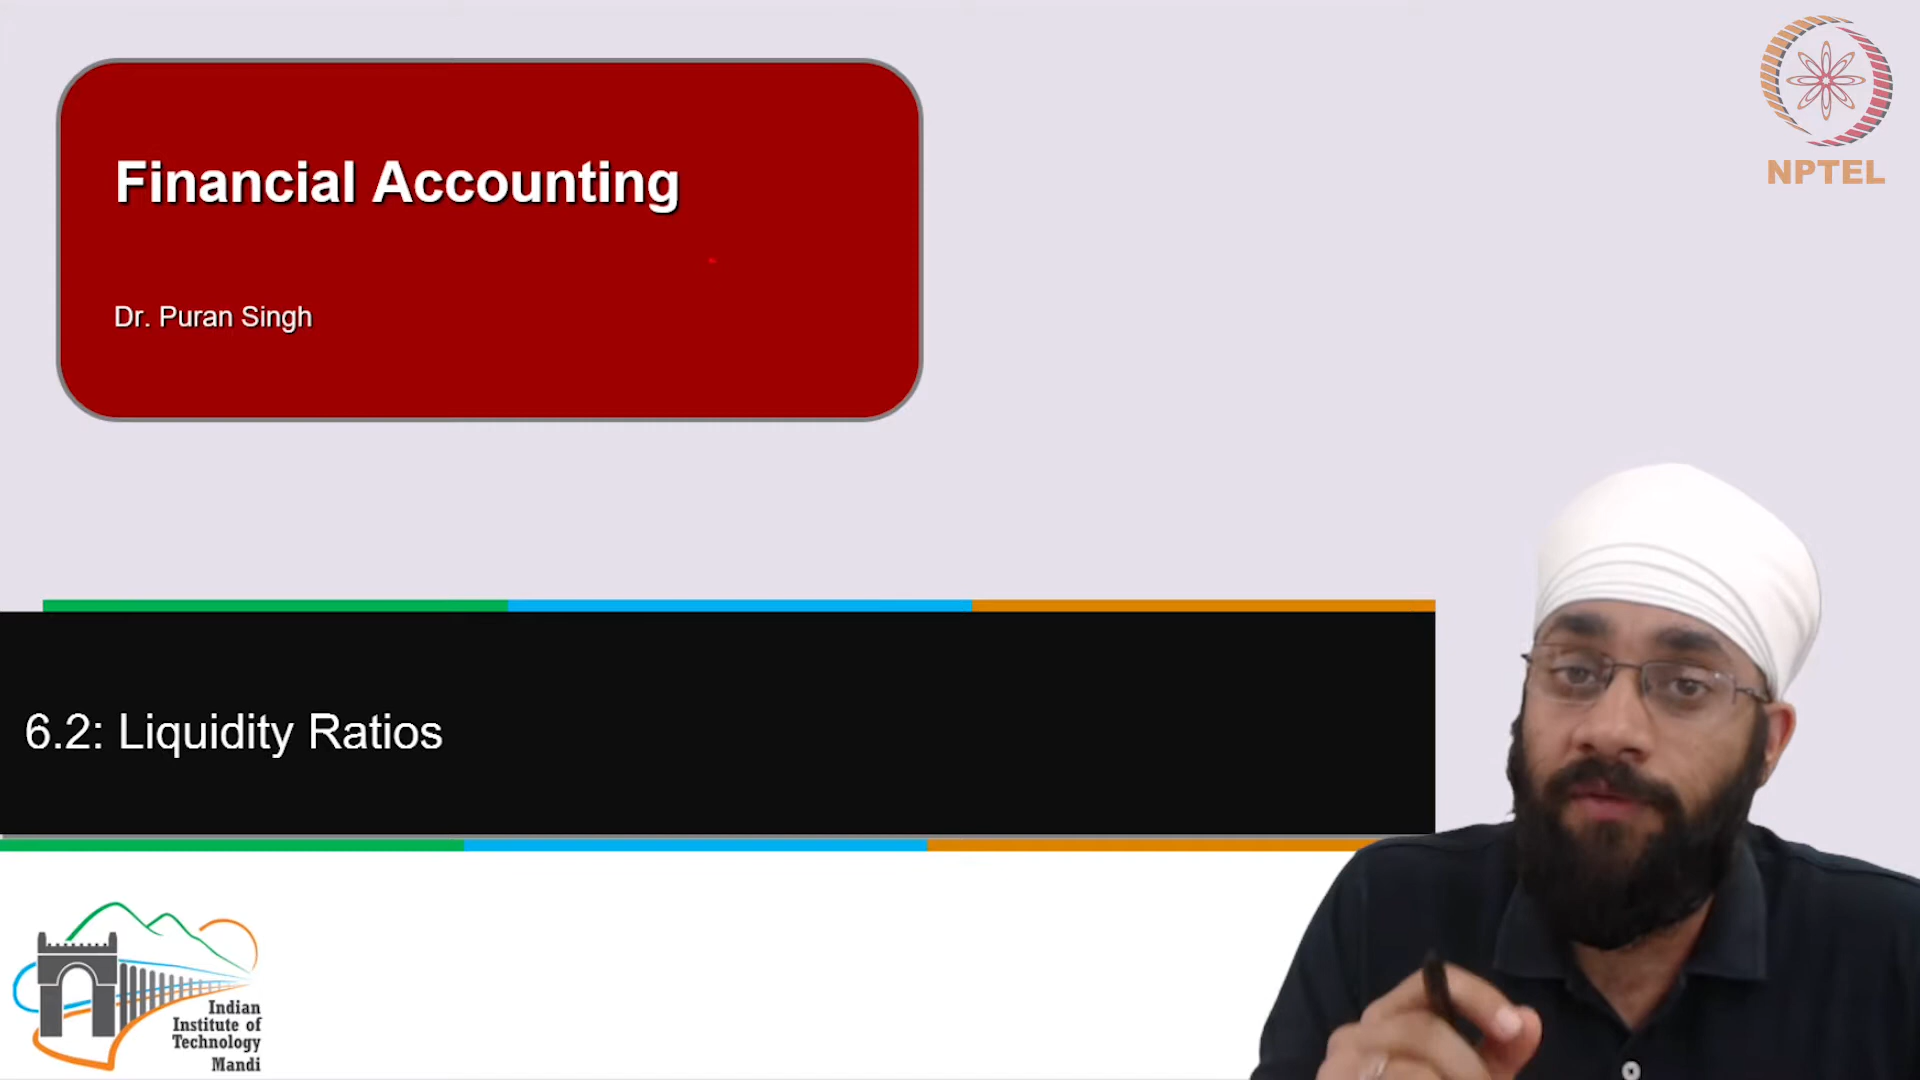 Financial Accounting
NPTEL
Dr. Puran Singh
6.2: Liquidity Ratios
Indian
Institute of
Technology
Mandi